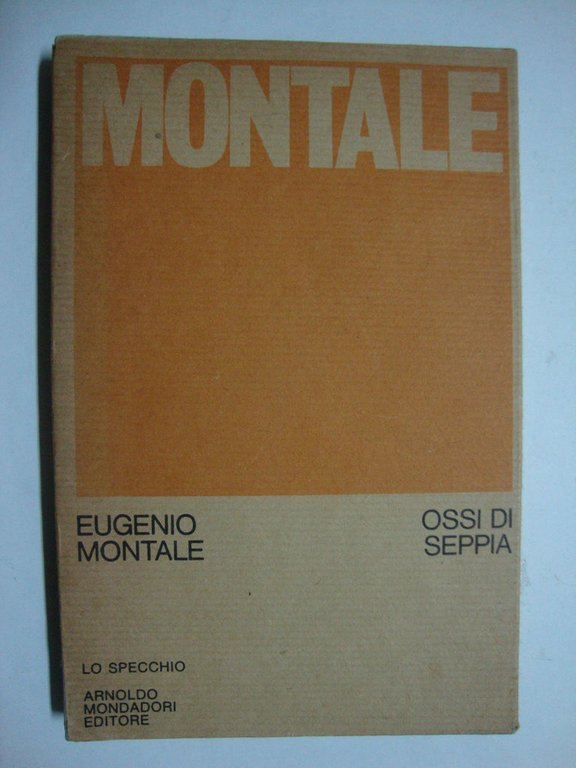 MONTALE
EUGENIO
MONTALE
OSSI DI
SEPPIA
LO SPECCHIO
ARNOLDO
MONDADORI
EDITORE